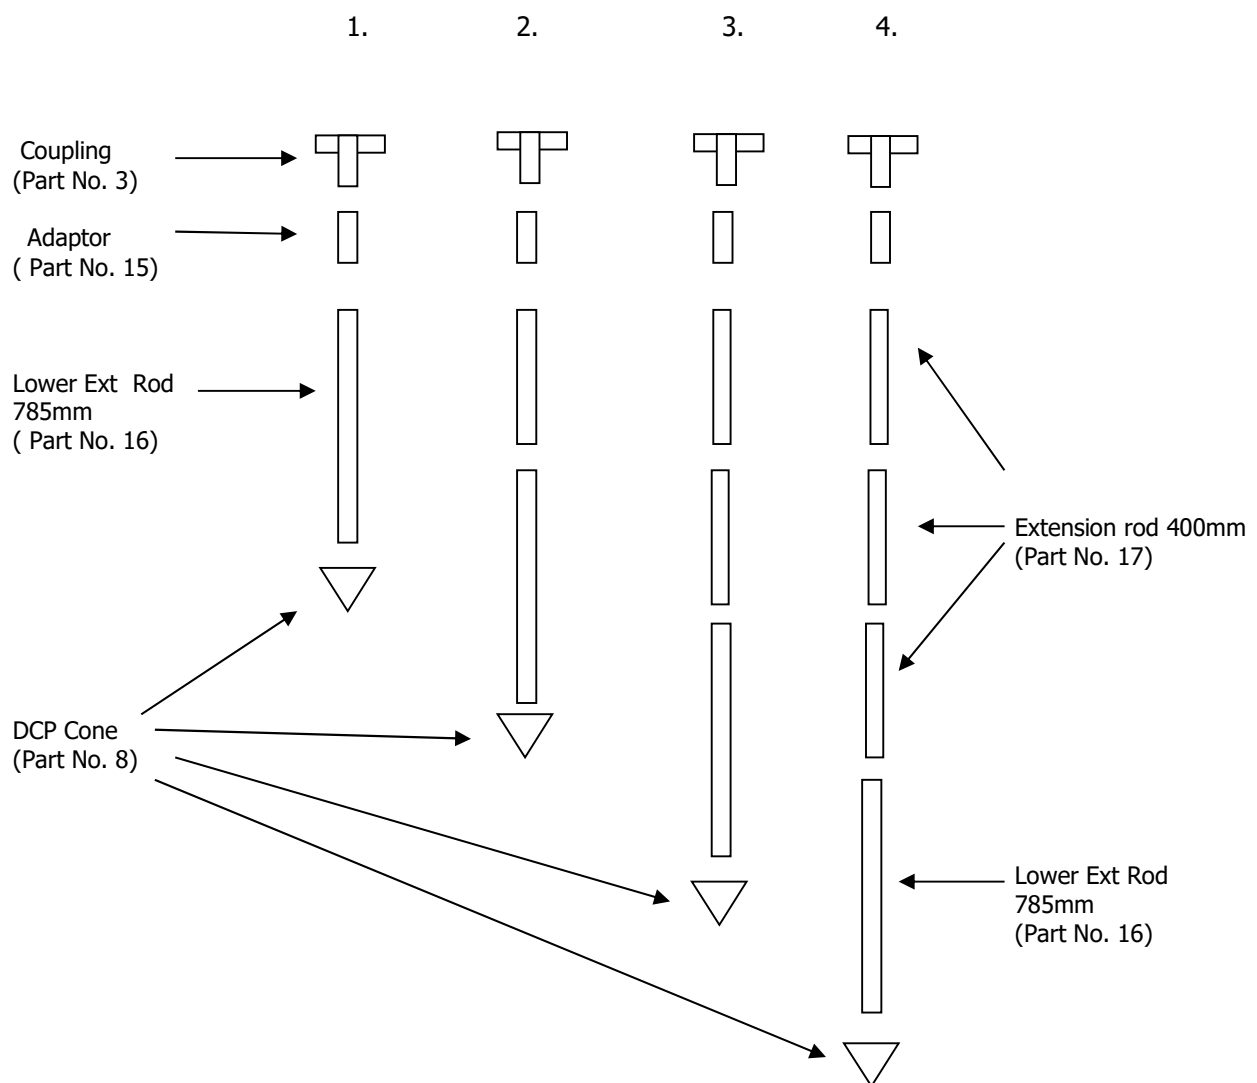 1.
2.
3.
4.
Coupling
(Part No. 3)
Adaptor
( Part No. 15)
Lower Ext  Rod
785mm
( Part No. 16)
Extension rod 400mm
(Part No. 17)
DCP Cone
(Part No. 8)
Lower Ext Rod
785mm
(Part No. 16)